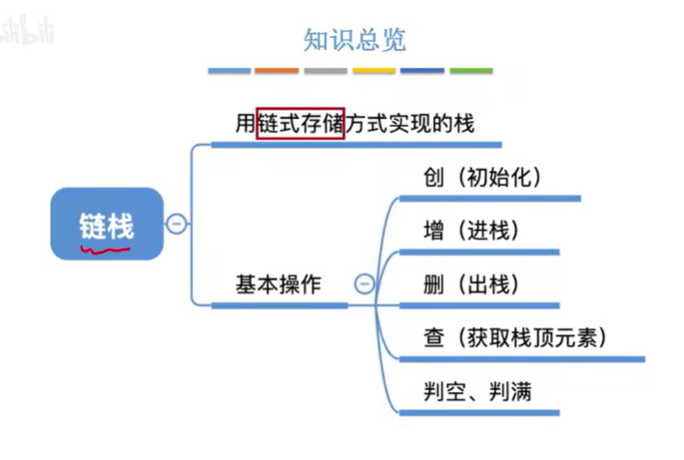 知识总览
用链式存储方式实现的栈
链栈
基本操作
创（初始化）
增（进栈）
删（出栈）
查（获取栈顶元素）
判空、判满